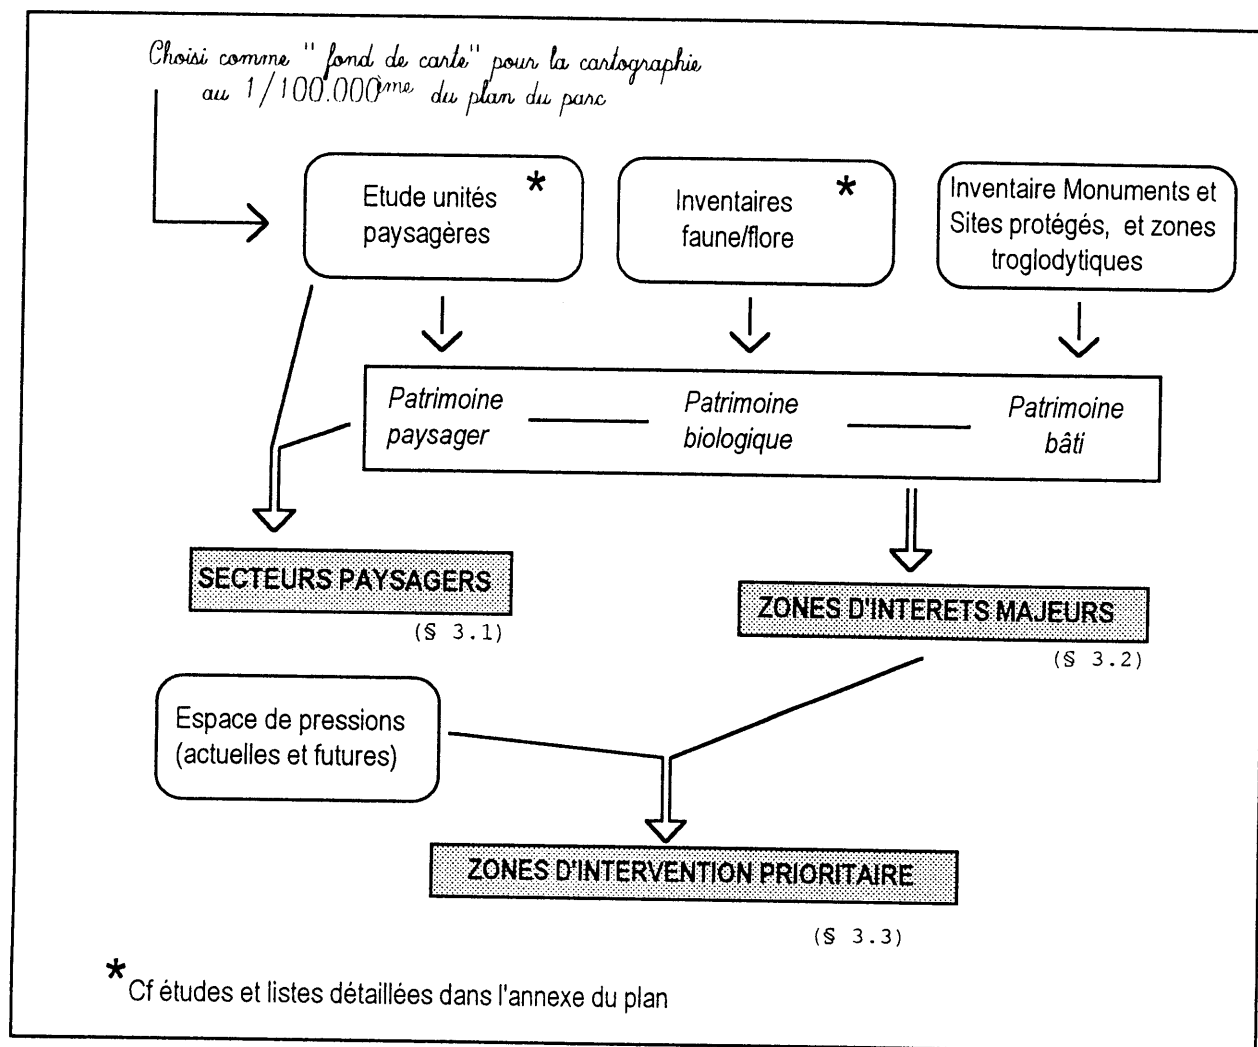 Choisi comme " fond de carte" pour la cartographie
au 1/100.000ème du plan du parc
Etude unités *
paysagères
Inventaires *
faune/flore
Inventaire Monuments et
Sites protégés, et zones
troglodytiques
Patrimoine
paysager
Patrimoine
biologique
Patrimoine
bâti
SECTEURS PAYSAGERS
(§ 3.1)
ZONES D'INTERETS MAJEURS
(§ 3.2)
Espace de pressions
(actuelles et futures)
ZONES D'INTERVENTION PRIORITAIRE
(§ 3.3)
* Cf études et listes détaillées dans l'annexe du plan